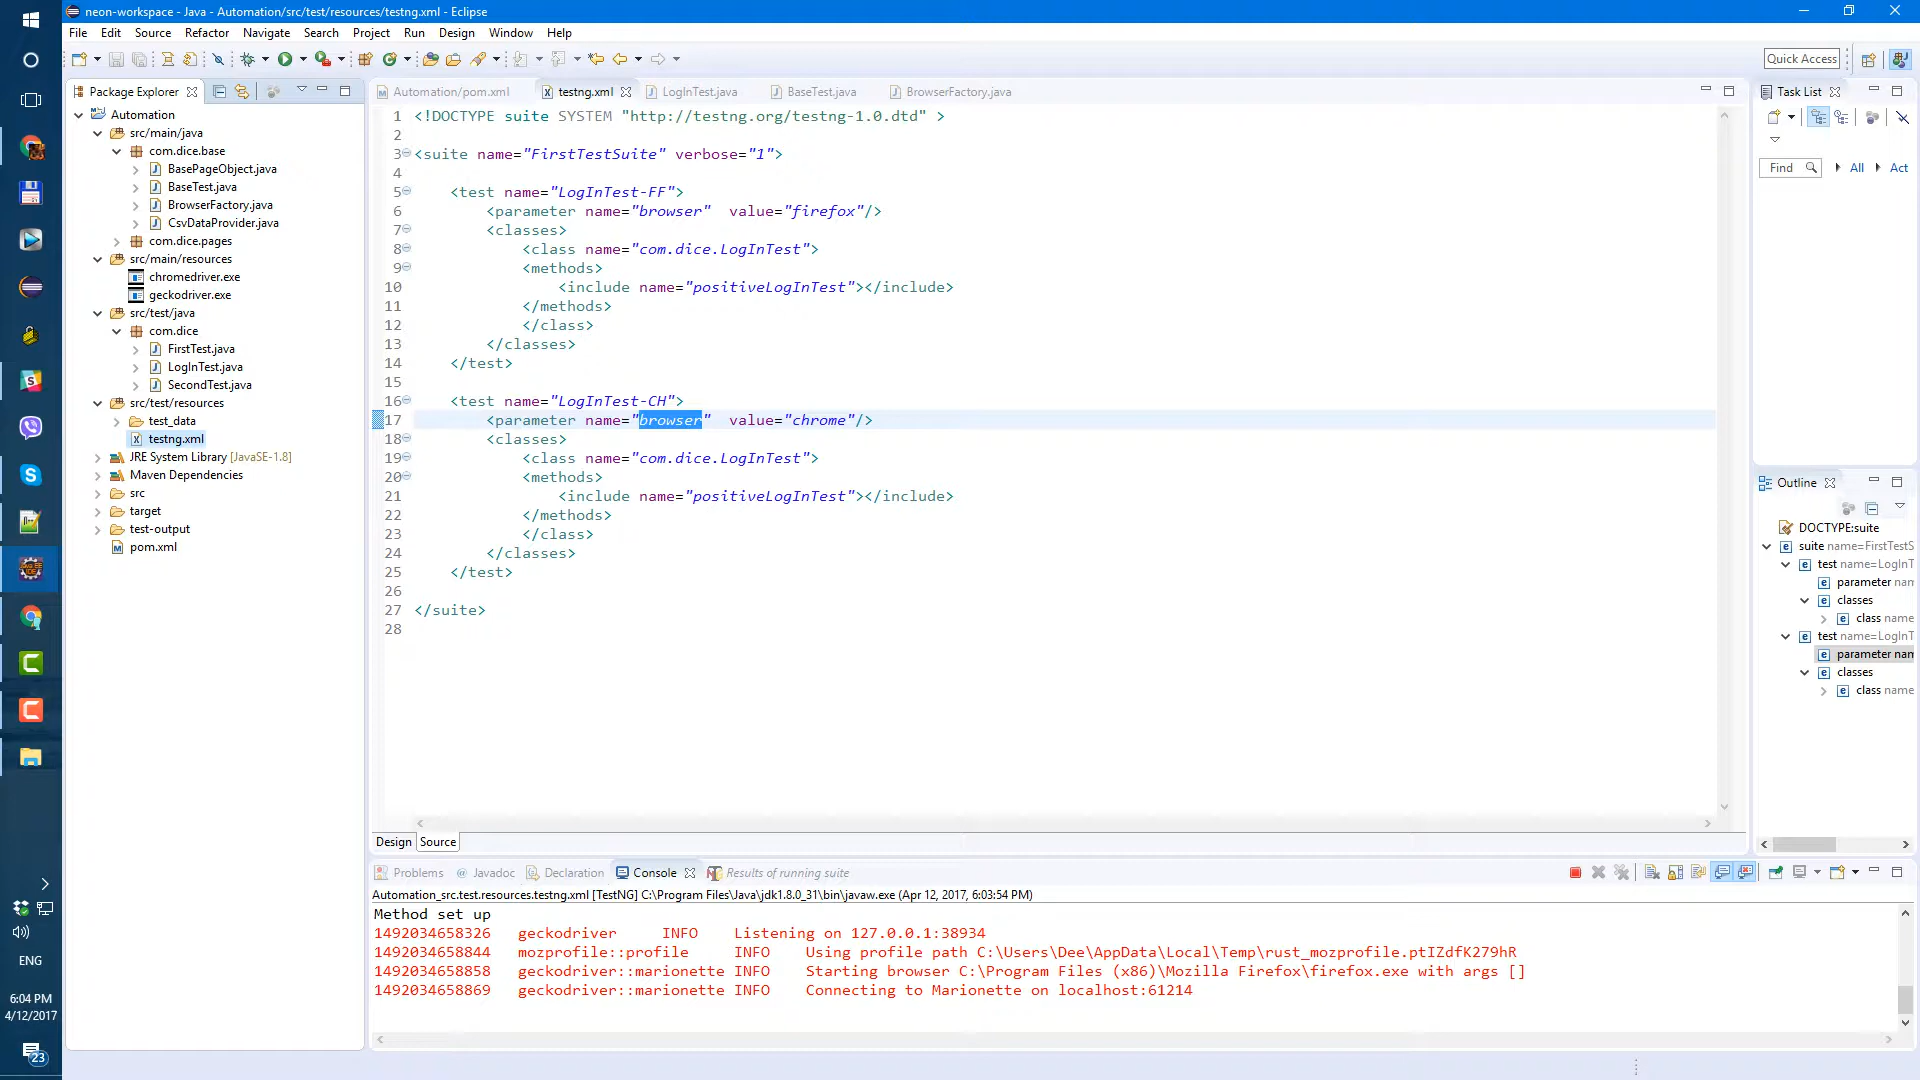 neon-workspace - Java - Automation/src/test/resources/testng.xml - Eclipse
File Edit Source Refactor Navigate Search Project Run Design Window Help
Quick Access
Package Explorer
Automation
src/main/java
com.dice.base
BasePageObject.java
BaseTest.java
BrowserFactory.java
CsvDataProvider.java
com.dice.pages
src/main/resources
chromedriver.exe
geckodriver.exe
src/test/java
com.dice
FirstTest.java
LogInTest.java
SecondTest.java
src/test/resources
test_data
testng.xml
JRE System Library [JavaSE-1.8]
Maven Dependencies
src
target
test-output
pom.xml
Automation/pom.xml testng.xml LogInTest.java BaseTest.java BrowserFactory.java
1 <!DOCTYPE suite SYSTEM "http://testng.org/testng-1.0.dtd" >
2
3 <suite name="FirstTestSuite" verbose="1">
4
5 <test name="LogInTest-FF">
6 <parameter name="browser" value="firefox"/>
7 <classes>
8 <class name="com.dice.LogInTest">
9 <methods>
10 <include name="positiveLogInTest"></include>
11 </methods>
12 </class>
13 </classes>
14 </test>
15
16 <test name="LogInTest-CH">
17 <parameter name="browser" value="chrome"/>
18 <classes>
19 <class name="com.dice.LogInTest">
20 <methods>
21 <include name="positiveLogInTest"></include>
22 </methods>
23 </class>
24 </classes>
25 </test>
26
27 </suite>
28
Design Source
Task List
Find All Act
Outline
DOCTYPE:suite
suite name=FirstTestS
test name=LogInT
parameter nam
classes
class name
test name=LogInT
parameter nam
classes
class name
Problems Javadoc Declaration Console Results of running suite
Automation_src.test.resources.testng.xml [TestNG] C:\Program Files\Java\jdk1.8.0_31\bin\javaw.exe (Apr 12, 2017, 6:03:54 PM)
Method set up
1492034658326 geckodriver INFO Listening on 127.0.0.1:38934
1492034658844 mozprofile::profile INFO Using profile path C:\Users\Dee\AppData\Local\Temp\rust_mozprofile.ptIZdfK279hR
1492034658858 geckodriver::marionette INFO Starting browser C:\Program Files (x86)\Mozilla Firefox\firefox.exe with args []
1492034658869 geckodriver::marionette INFO Connecting to Marionette on localhost:61214
ENG
6:04 PM
4/12/2017
23